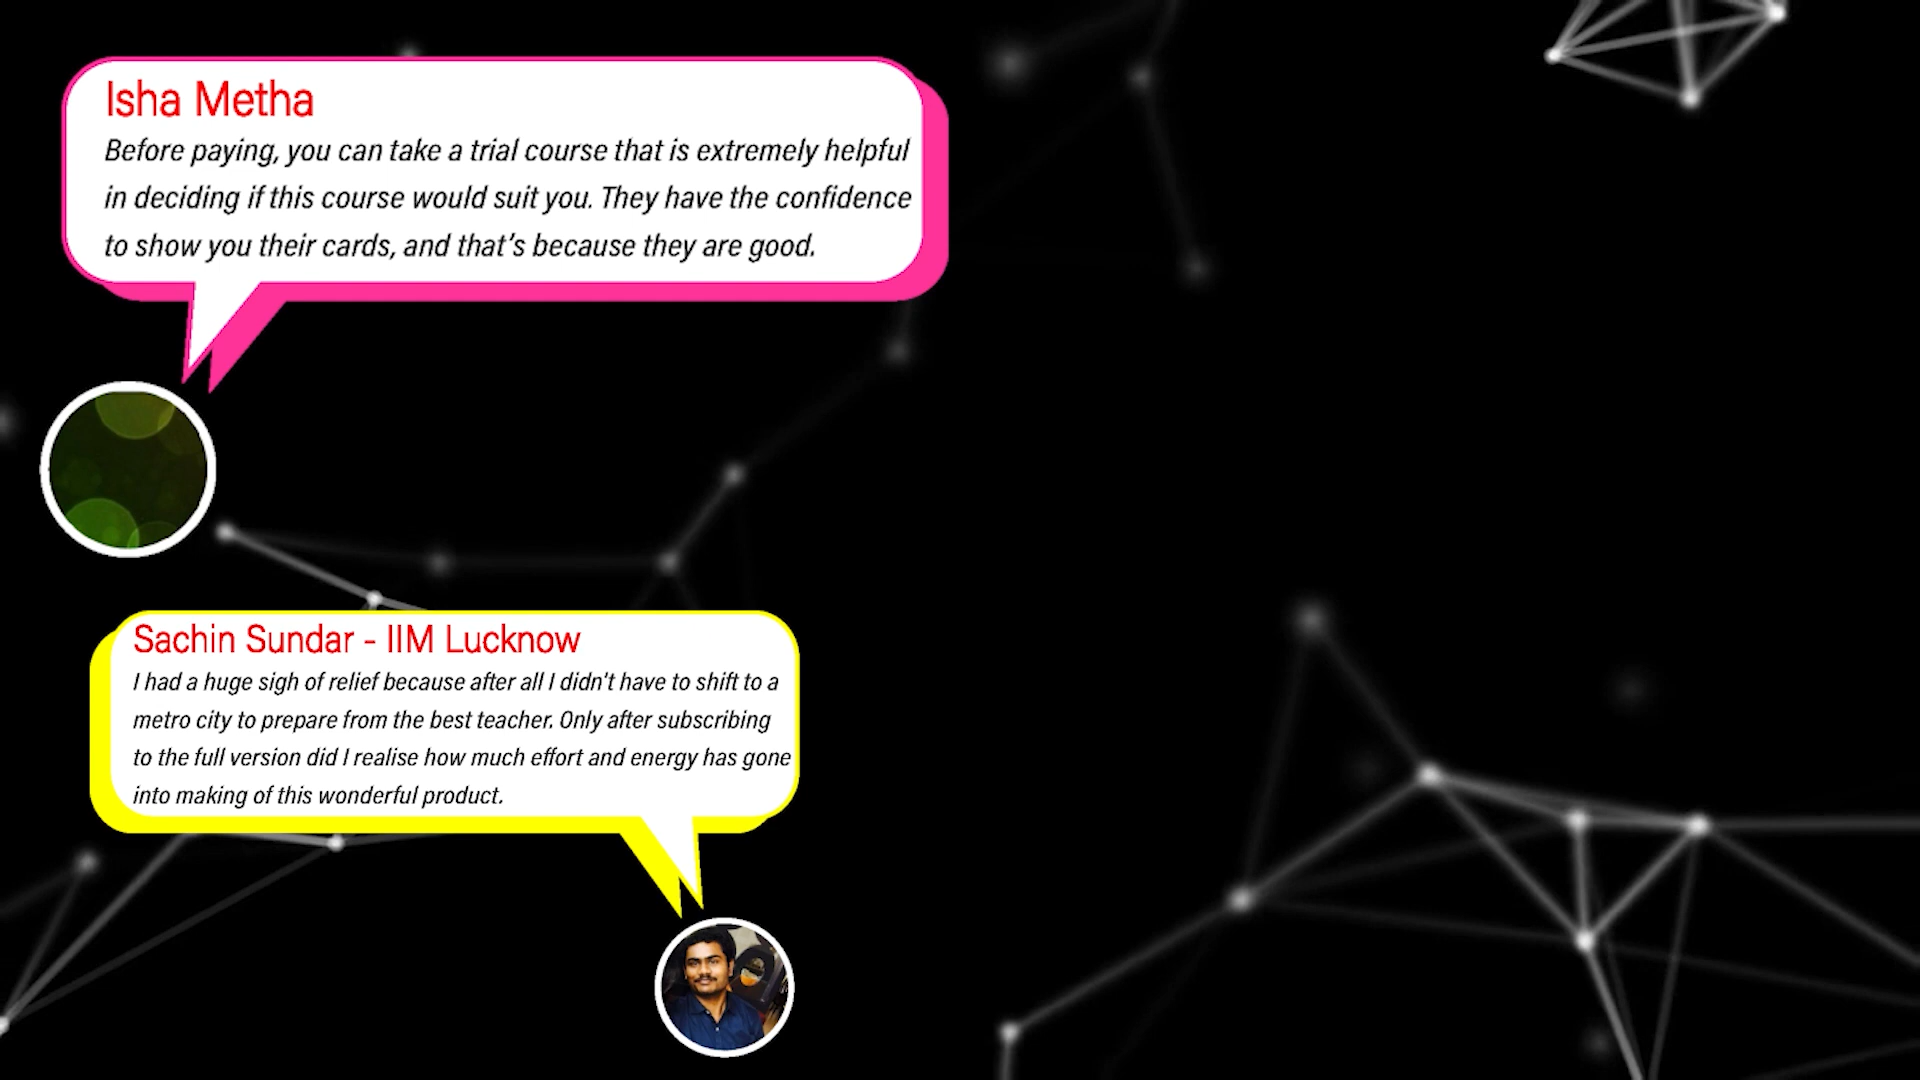 Isha Metha
Before paying, you can take a trial course that is extremely helpful
in deciding if this course would suit you. They have the confidence
to show you their cards, and that's because they are good.
Sachin Sundar - IIM Lucknow
I had a huge sigh of relief because after all I didn't have to shift to a
metro city to prepare from the best teacher. Only after subscribing
to the full version did I realise how much effort and energy has gone
into making of this wonderful product.